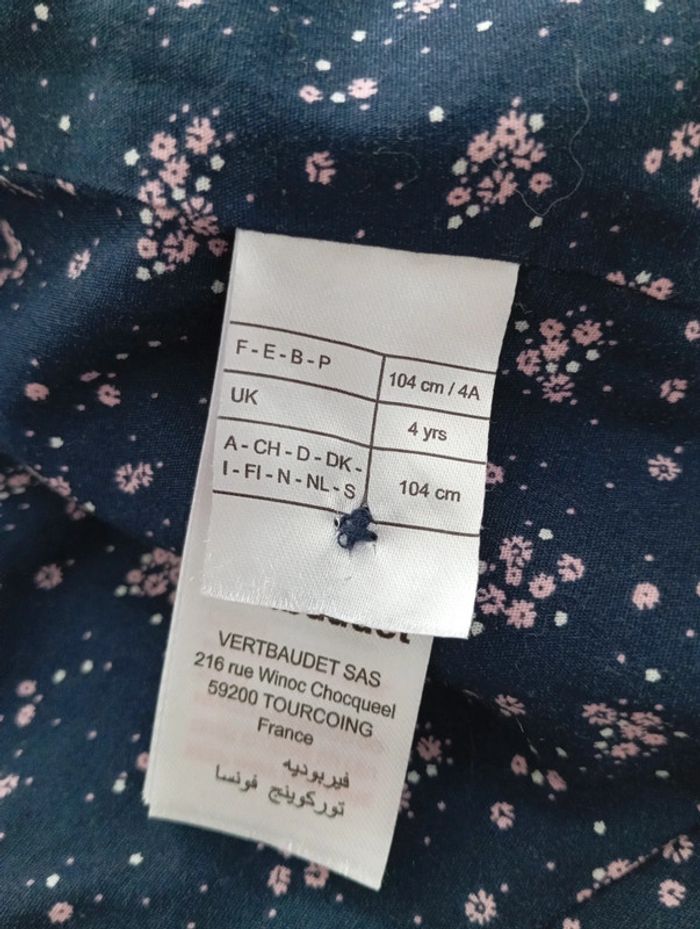 F - E - B - P
104 cm / 4A
UK
4 yrs
A - CH - D - DK -
I - FI - N - NL - S
104 cm
VERTBAUDET SAS
216 rue Winoc Chocqueel
59200 TOURCOING
France
فيربوديه
توركوينج فونسا